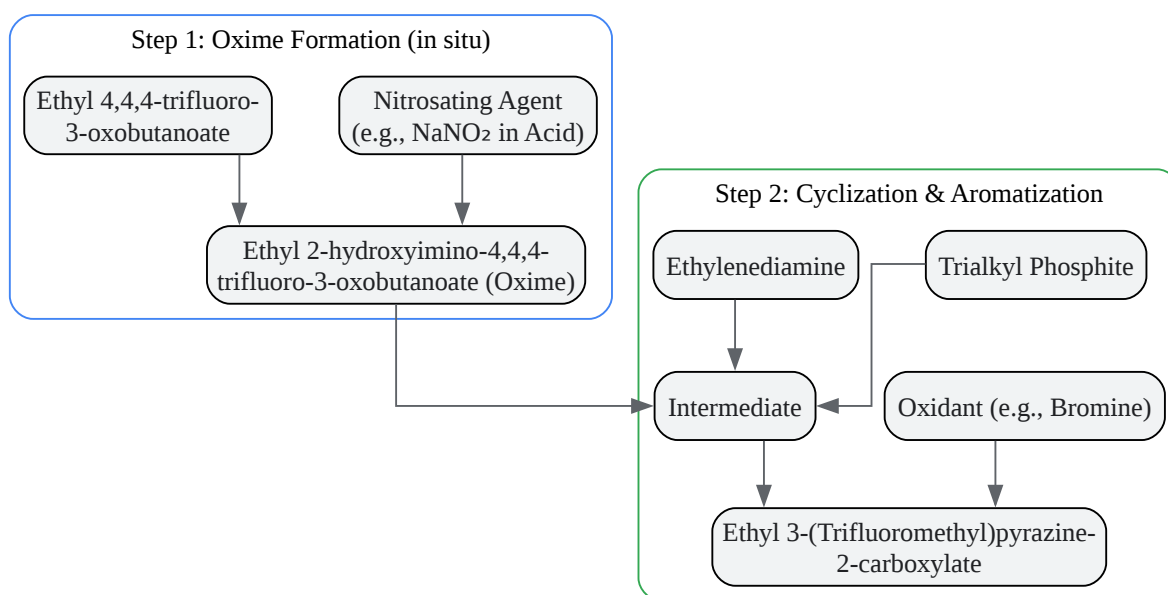 Step 1: Oxime Formation (in situ)
Ethyl 4,4,4-trifluoro-
3-oxobutanoate
Nitrosating Agent
(e.g., NaNO₂ in Acid)
Ethyl 2-hydroxyimino-4,4,4-
trifluoro-3-oxobutanoate (Oxime)
Step 2: Cyclization & Aromatization
Ethylenediamine
Trialkyl Phosphite
Intermediate
Oxidant (e.g., Bromine)
Ethyl 3-(Trifluoromethyl)pyrazine-
2-carboxylate